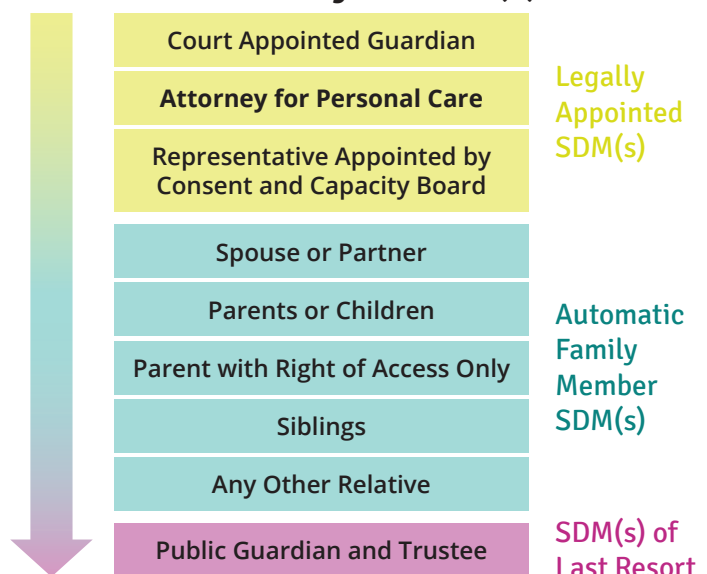 Court Appointed Guardian
Attorney for Personal Care
Representative Appointed by
Consent and Capacity Board
Legally
Appointed
SDM(s)
Spouse or Partner
Parents or Children
Parent with Right of Access Only
Siblings
Any Other Relative
Automatic
Family
Member
SDM(s)
Public Guardian and Trustee
SDM(s) of
Last Resort